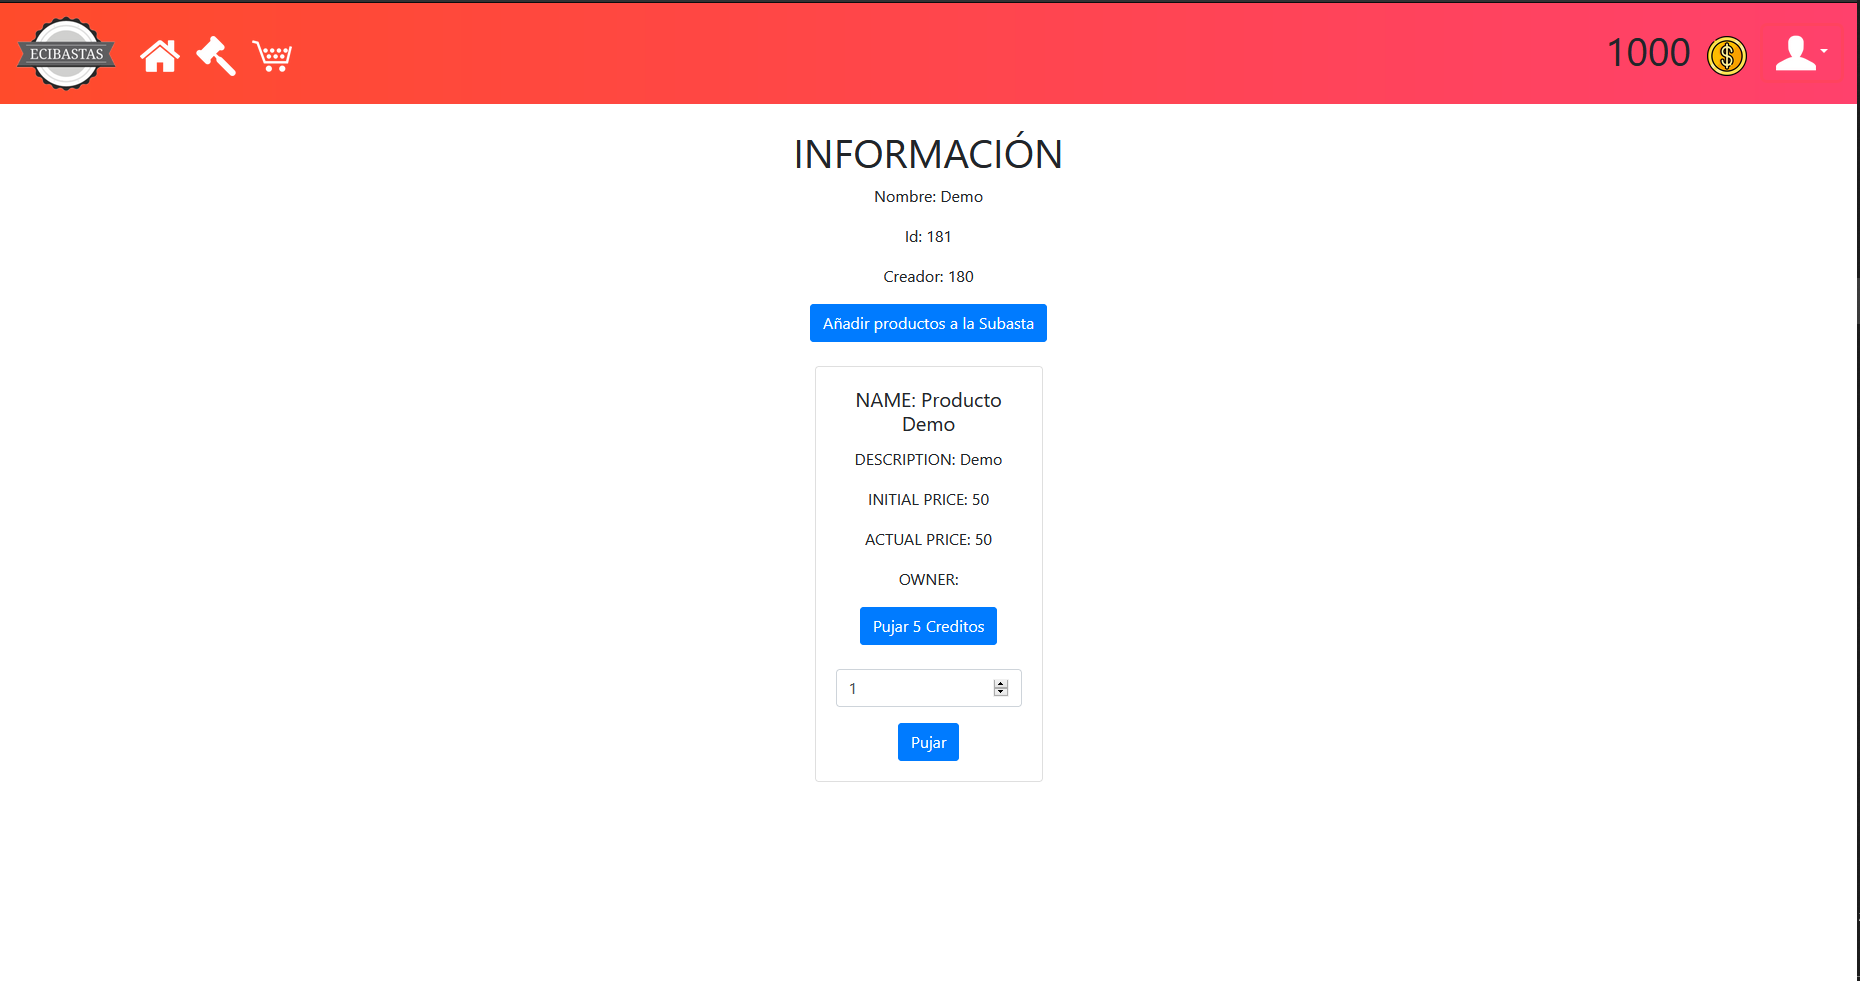 ECIBASTAS
1000
INFORMACIÓN
Nombre: Demo
Id: 181
Creador: 180
Añadir productos a la Subasta
NAME: Producto
Demo
DESCRIPTION: Demo
INITIAL PRICE: 50
ACTUAL PRICE: 50
OWNER:
Pujar 5 Creditos
1
Pujar